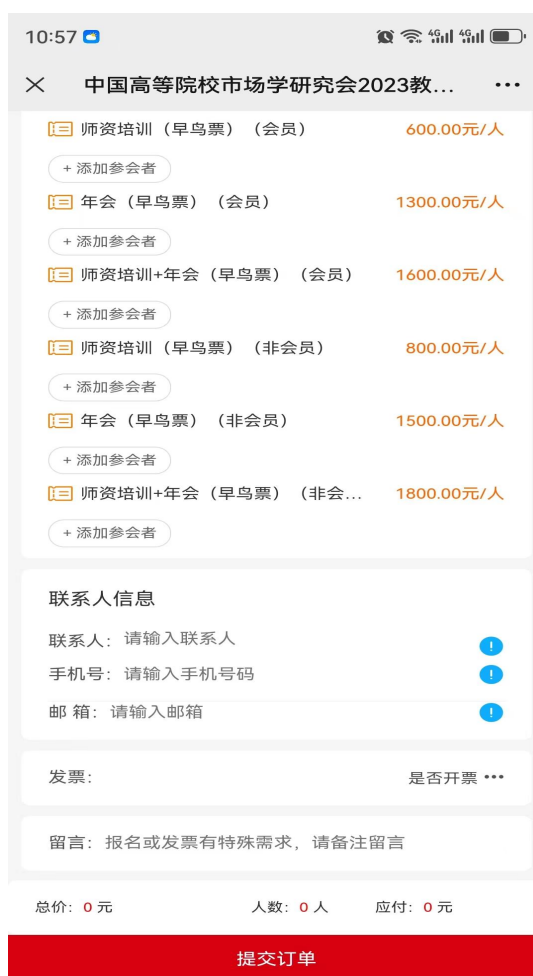 10:57
4G 4G
中国高等院校市场学研究会2023教...
师资培训（早鸟票）（会员） 600.00元/人
+ 添加参会者
年会（早鸟票）（会员） 1300.00元/人
+ 添加参会者
师资培训+年会（早鸟票）（会员） 1600.00元/人
+ 添加参会者
师资培训（早鸟票）（非会员） 800.00元/人
+ 添加参会者
年会（早鸟票）（非会员） 1500.00元/人
+ 添加参会者
师资培训+年会（早鸟票）（非会... 1800.00元/人
+ 添加参会者
联系人信息
联系人: 请输入联系人
手机号: 请输入手机号码
邮 箱: 请输入邮箱
发票: 是否开票 •••
留言: 报名或发票有特殊需求，请备注留言
总价: 0 元 人数: 0 人 应付: 0 元
提交订单